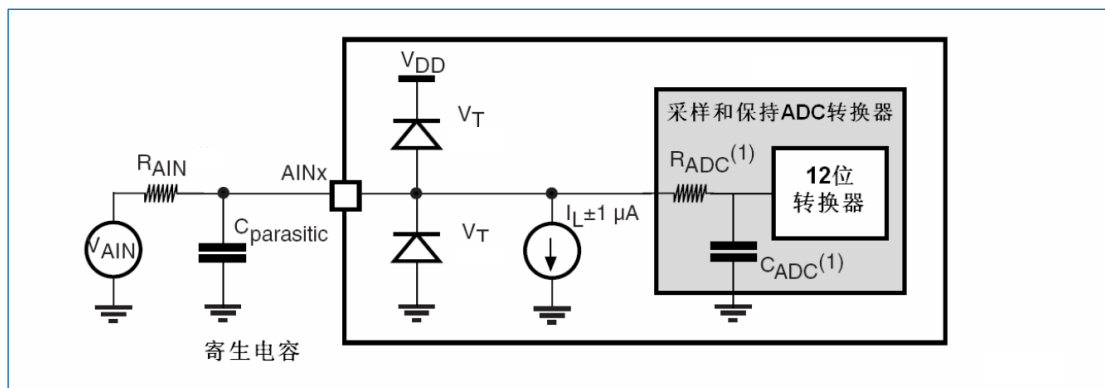 VDD
VT
采样和保持ADC转换器
RAIN
AINx
RADC(1)
12位
转换器
VAIN
Cparasitic
VT
IL±1 μA
CADC(1)
寄生电容